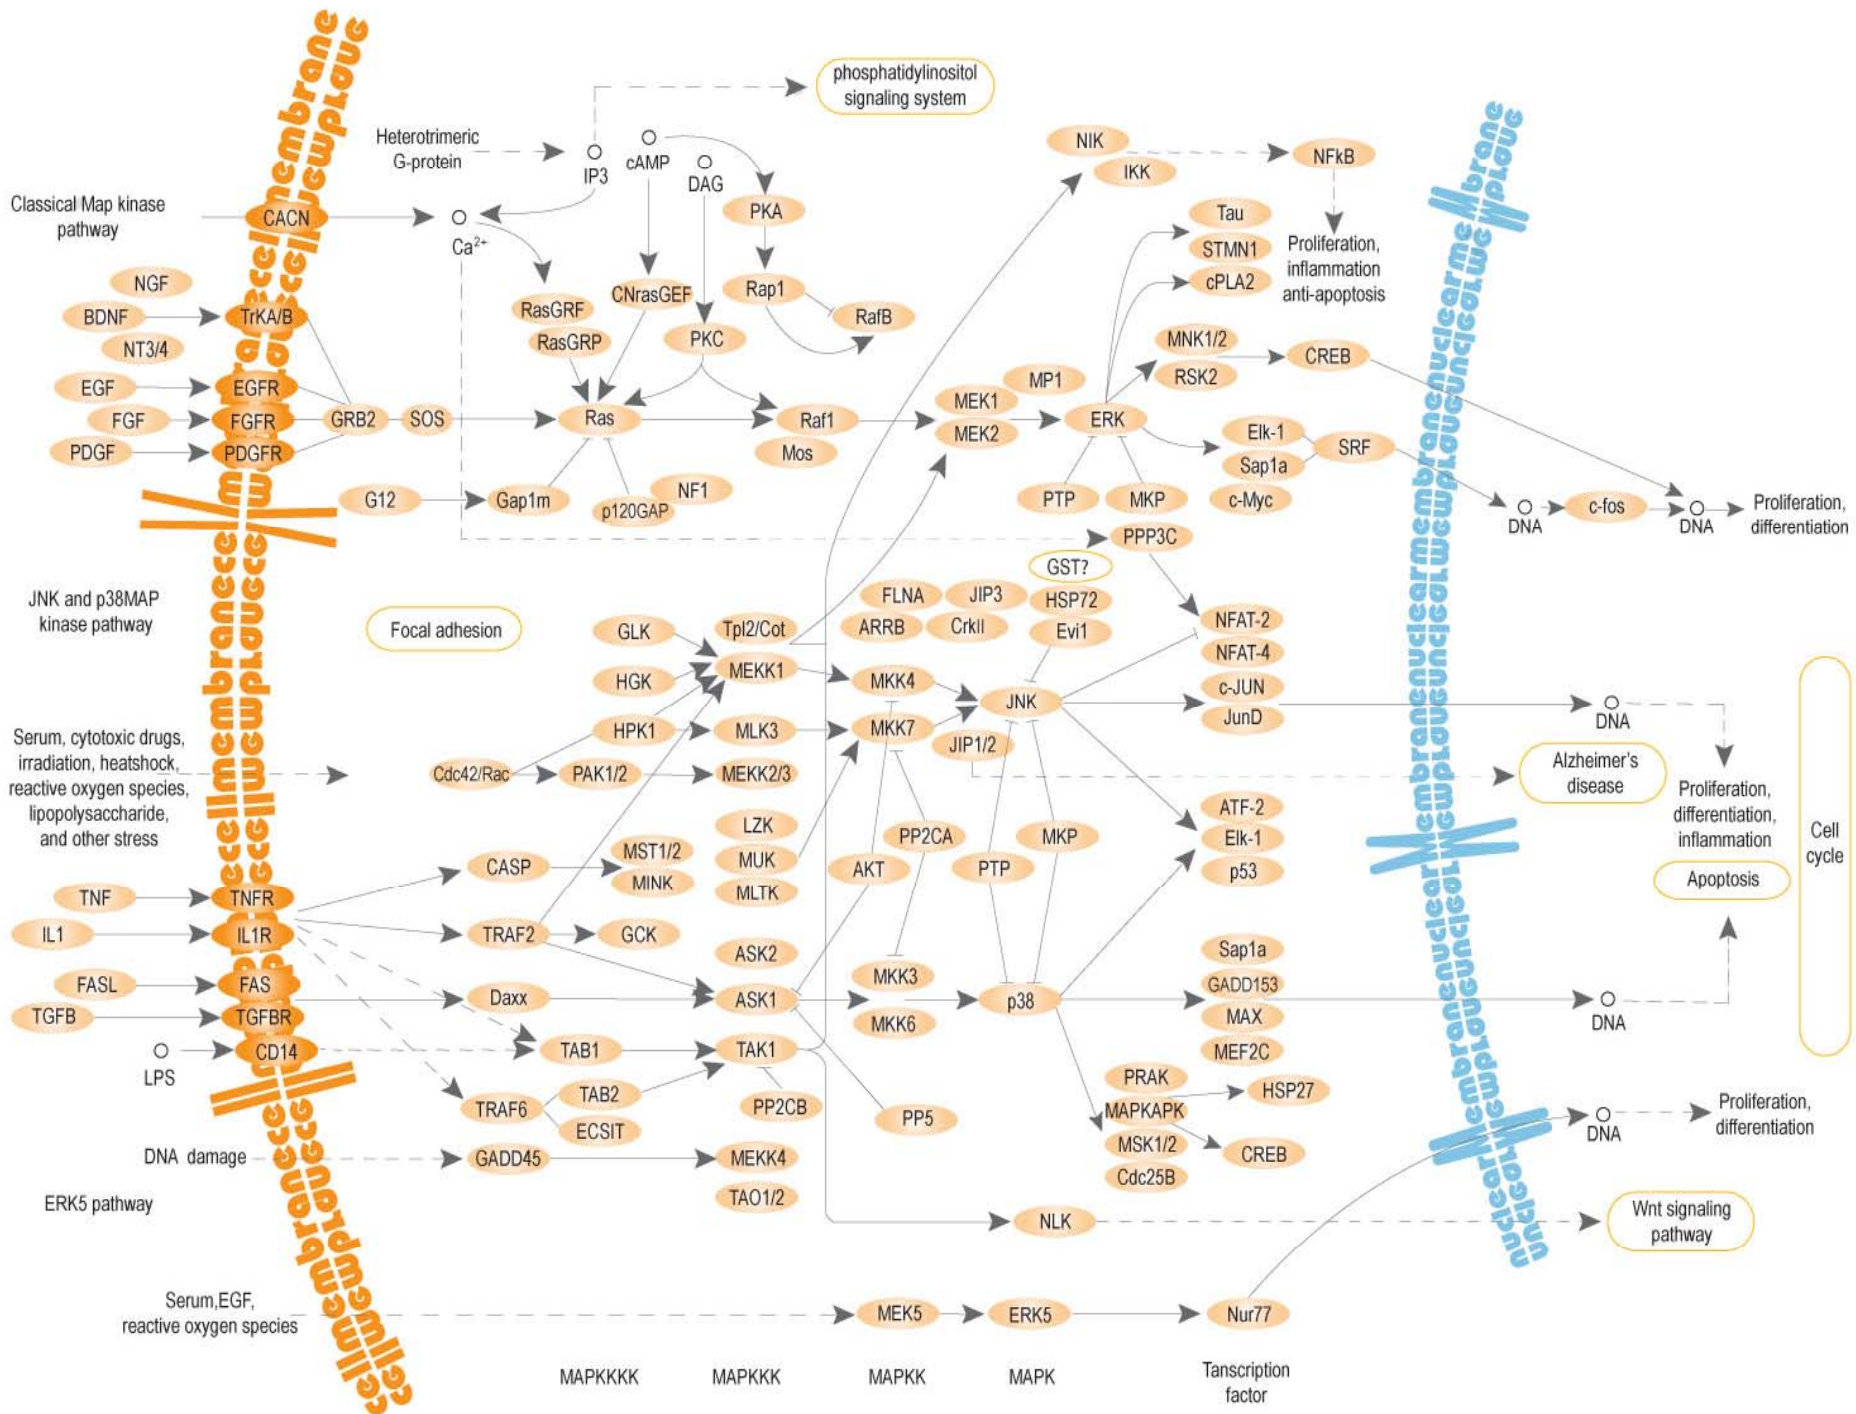 phosphatidylinositol
signaling system
Heterotrimeric
G-protein
IP3
cAMP
DAG
NIK
IKK
NFkB
Classical Map kinase
pathway
CACN
Ca2+
PKA
Tau
STMN1
cPLA2
Proliferation,
inflammation
anti-apoptosis
NGF
BDNF
NT3/4
TrKA/B
RasGRF
RasGRP
CNrasGEF
Rap1
PKC
RafB
MNK1/2
RSK2
CREB
EGF
EGFR
FGF
FGFR
PDGF
PDGFR
GRB2
SOS
Ras
Raf1
Mos
MEK1
MEK2
MP1
ERK
Elk-1
Sap1a
c-Myc
SRF
G12
Gap1m
p120GAP
NF1
PTP
MKP
DNA
c-fos
DNA
Proliferation,
differentiation
PPP3C
GST?
JNK and p38MAP
kinase pathway
Focal adhesion
GLK
HGK
HPK1
Tpl2/Cot
MEKK1
MLK3
FLNA
ARRB
JIP3
CrkII
HSP72
Evi1
MKK4
MKK7
JNK
JIP1/2
NFAT-2
NFAT-4
c-JUN
JunD
DNA
Serum, cytotoxic drugs,
irradiation, heatshock,
reactive oxygen species,
lipopolysaccharide,
and other stress
Cdc42/Rac
PAK1/2
MEKK2/3
Alzheimer's
disease
Proliferation,
differentiation,
inflammation
Cell
cycle
Apoptosis
LZK
MUK
MLTK
PP2CA
AKT
PTP
MKP
ATF-2
Elk-1
p53
CASP
MST1/2
MINK
TNF
TNFR
IL1
IL1R
TRAF2
GCK
ASK2
FASL
FAS
TGFB
TGFBR
Daxx
ASK1
MKK3
MKK6
p38
Sap1a
GADD153
MAX
MEF2C
DNA
LPS
CD14
TAB1
TAK1
TRAF6
TAB2
ECSIT
PP2CB
PP5
PRAK
MAPKAPK
MSK1/2
Cdc25B
HSP27
CREB
DNA
Proliferation,
differentiation
DNA damage
GADD45
MEKK4
TAO1/2
ERK5 pathway
NLK
Wnt signaling
pathway
Serum,EGF,
reactive oxygen species
MEK5
ERK5
Nur77
MAPKKKK
MAPKKK
MAPKK
MAPK
Tanscription
factor
cell membrane
nuclear membrane